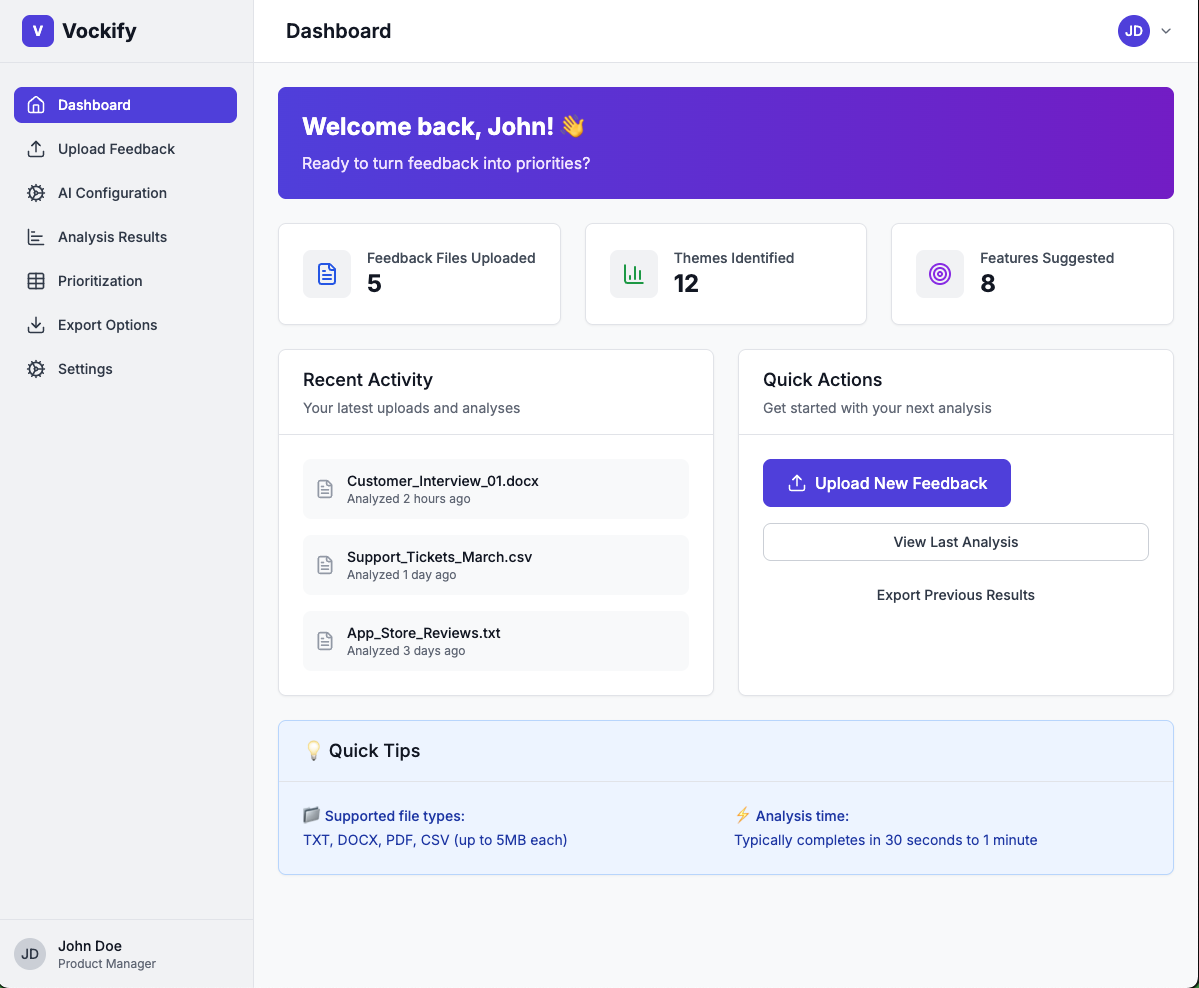 V Vockify
Dashboard
JD
Dashboard
Upload Feedback
AI Configuration
Analysis Results
Prioritization
Export Options
Settings
Welcome back, John! 👋
Ready to turn feedback into priorities?
Feedback Files Uploaded
5
Themes Identified
12
Features Suggested
8
Recent Activity
Your latest uploads and analyses
Customer_Interview_01.docx
Analyzed 2 hours ago
Support_Tickets_March.csv
Analyzed 1 day ago
App_Store_Reviews.txt
Analyzed 3 days ago
Quick Actions
Get started with your next analysis
Upload New Feedback
View Last Analysis
Export Previous Results
💡 Quick Tips
📁 Supported file types:
TXT, DOCX, PDF, CSV (up to 5MB each)
⚡ Analysis time:
Typically completes in 30 seconds to 1 minute
JD
John Doe
Product Manager